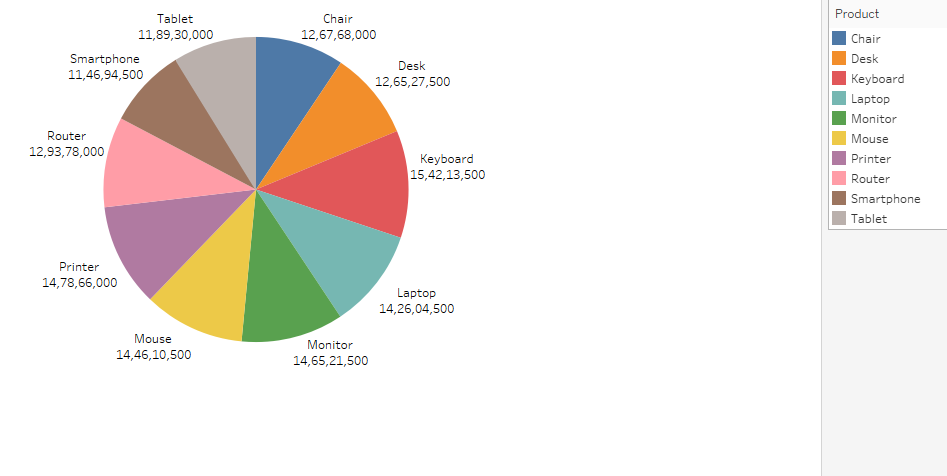 Tablet
11,89,30,000
Chair
12,67,68,000
Smartphone
11,46,94,500
Desk
12,65,27,500
Router
12,93,78,000
Keyboard
15,42,13,500
Printer
14,78,66,000
Laptop
14,26,04,500
Mouse
14,46,10,500
Monitor
14,65,21,500
Product
Chair
Desk
Keyboard
Laptop
Monitor
Mouse
Printer
Router
Smartphone
Tablet